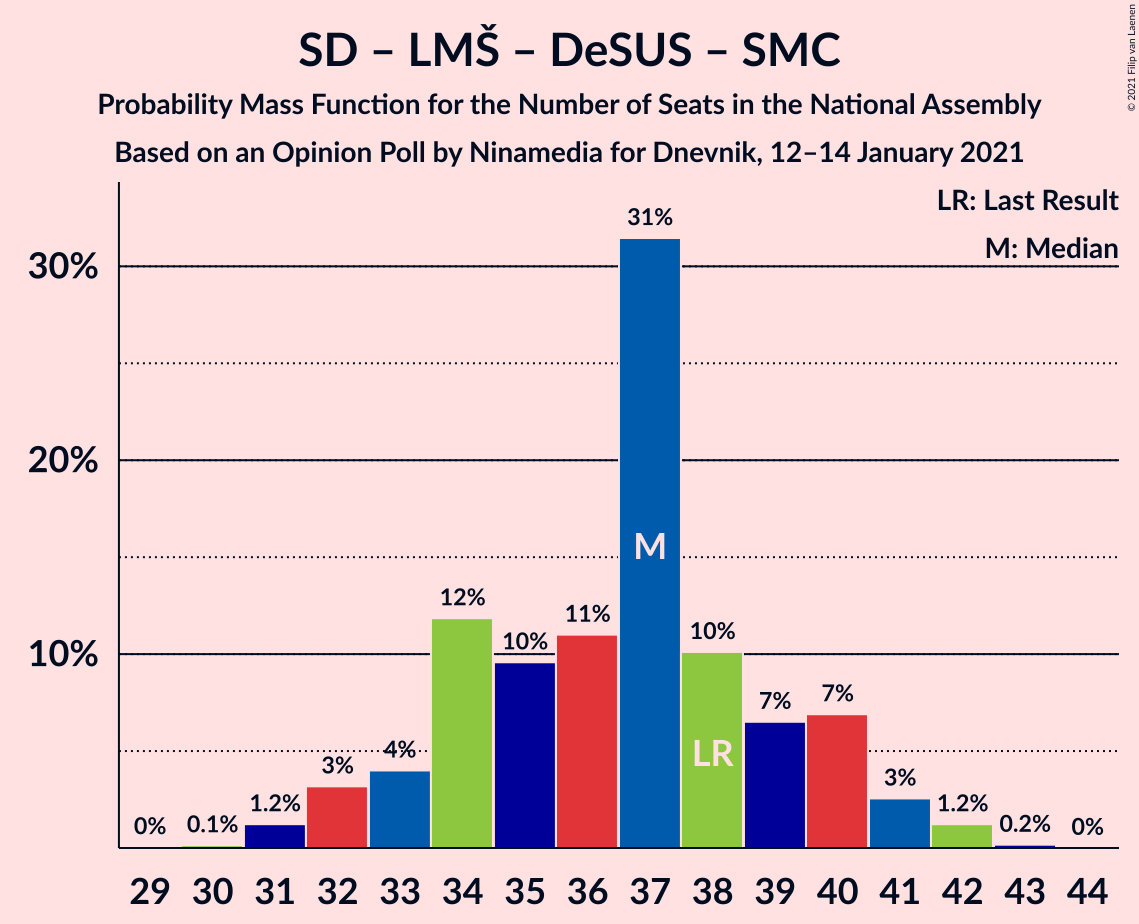 SD – LMŠ – DeSUS – SMC
Probability Mass Function for the Number of Seats in the National Assembly
Based on an Opinion Poll by Ninamedia for Dnevnik, 12–14 January 2021
© 2021 Filip van Laenen
LR: Last Result
M: Median
30%
20%
10%
0%
0.1%
1.2%
3%
4%
12%
10%
11%
31%
10%
7%
7%
3%
1.2%
0.2%
0%
M
LR
29 30 31 32 33 34 35 36 37 38 39 40 41 42 43 44